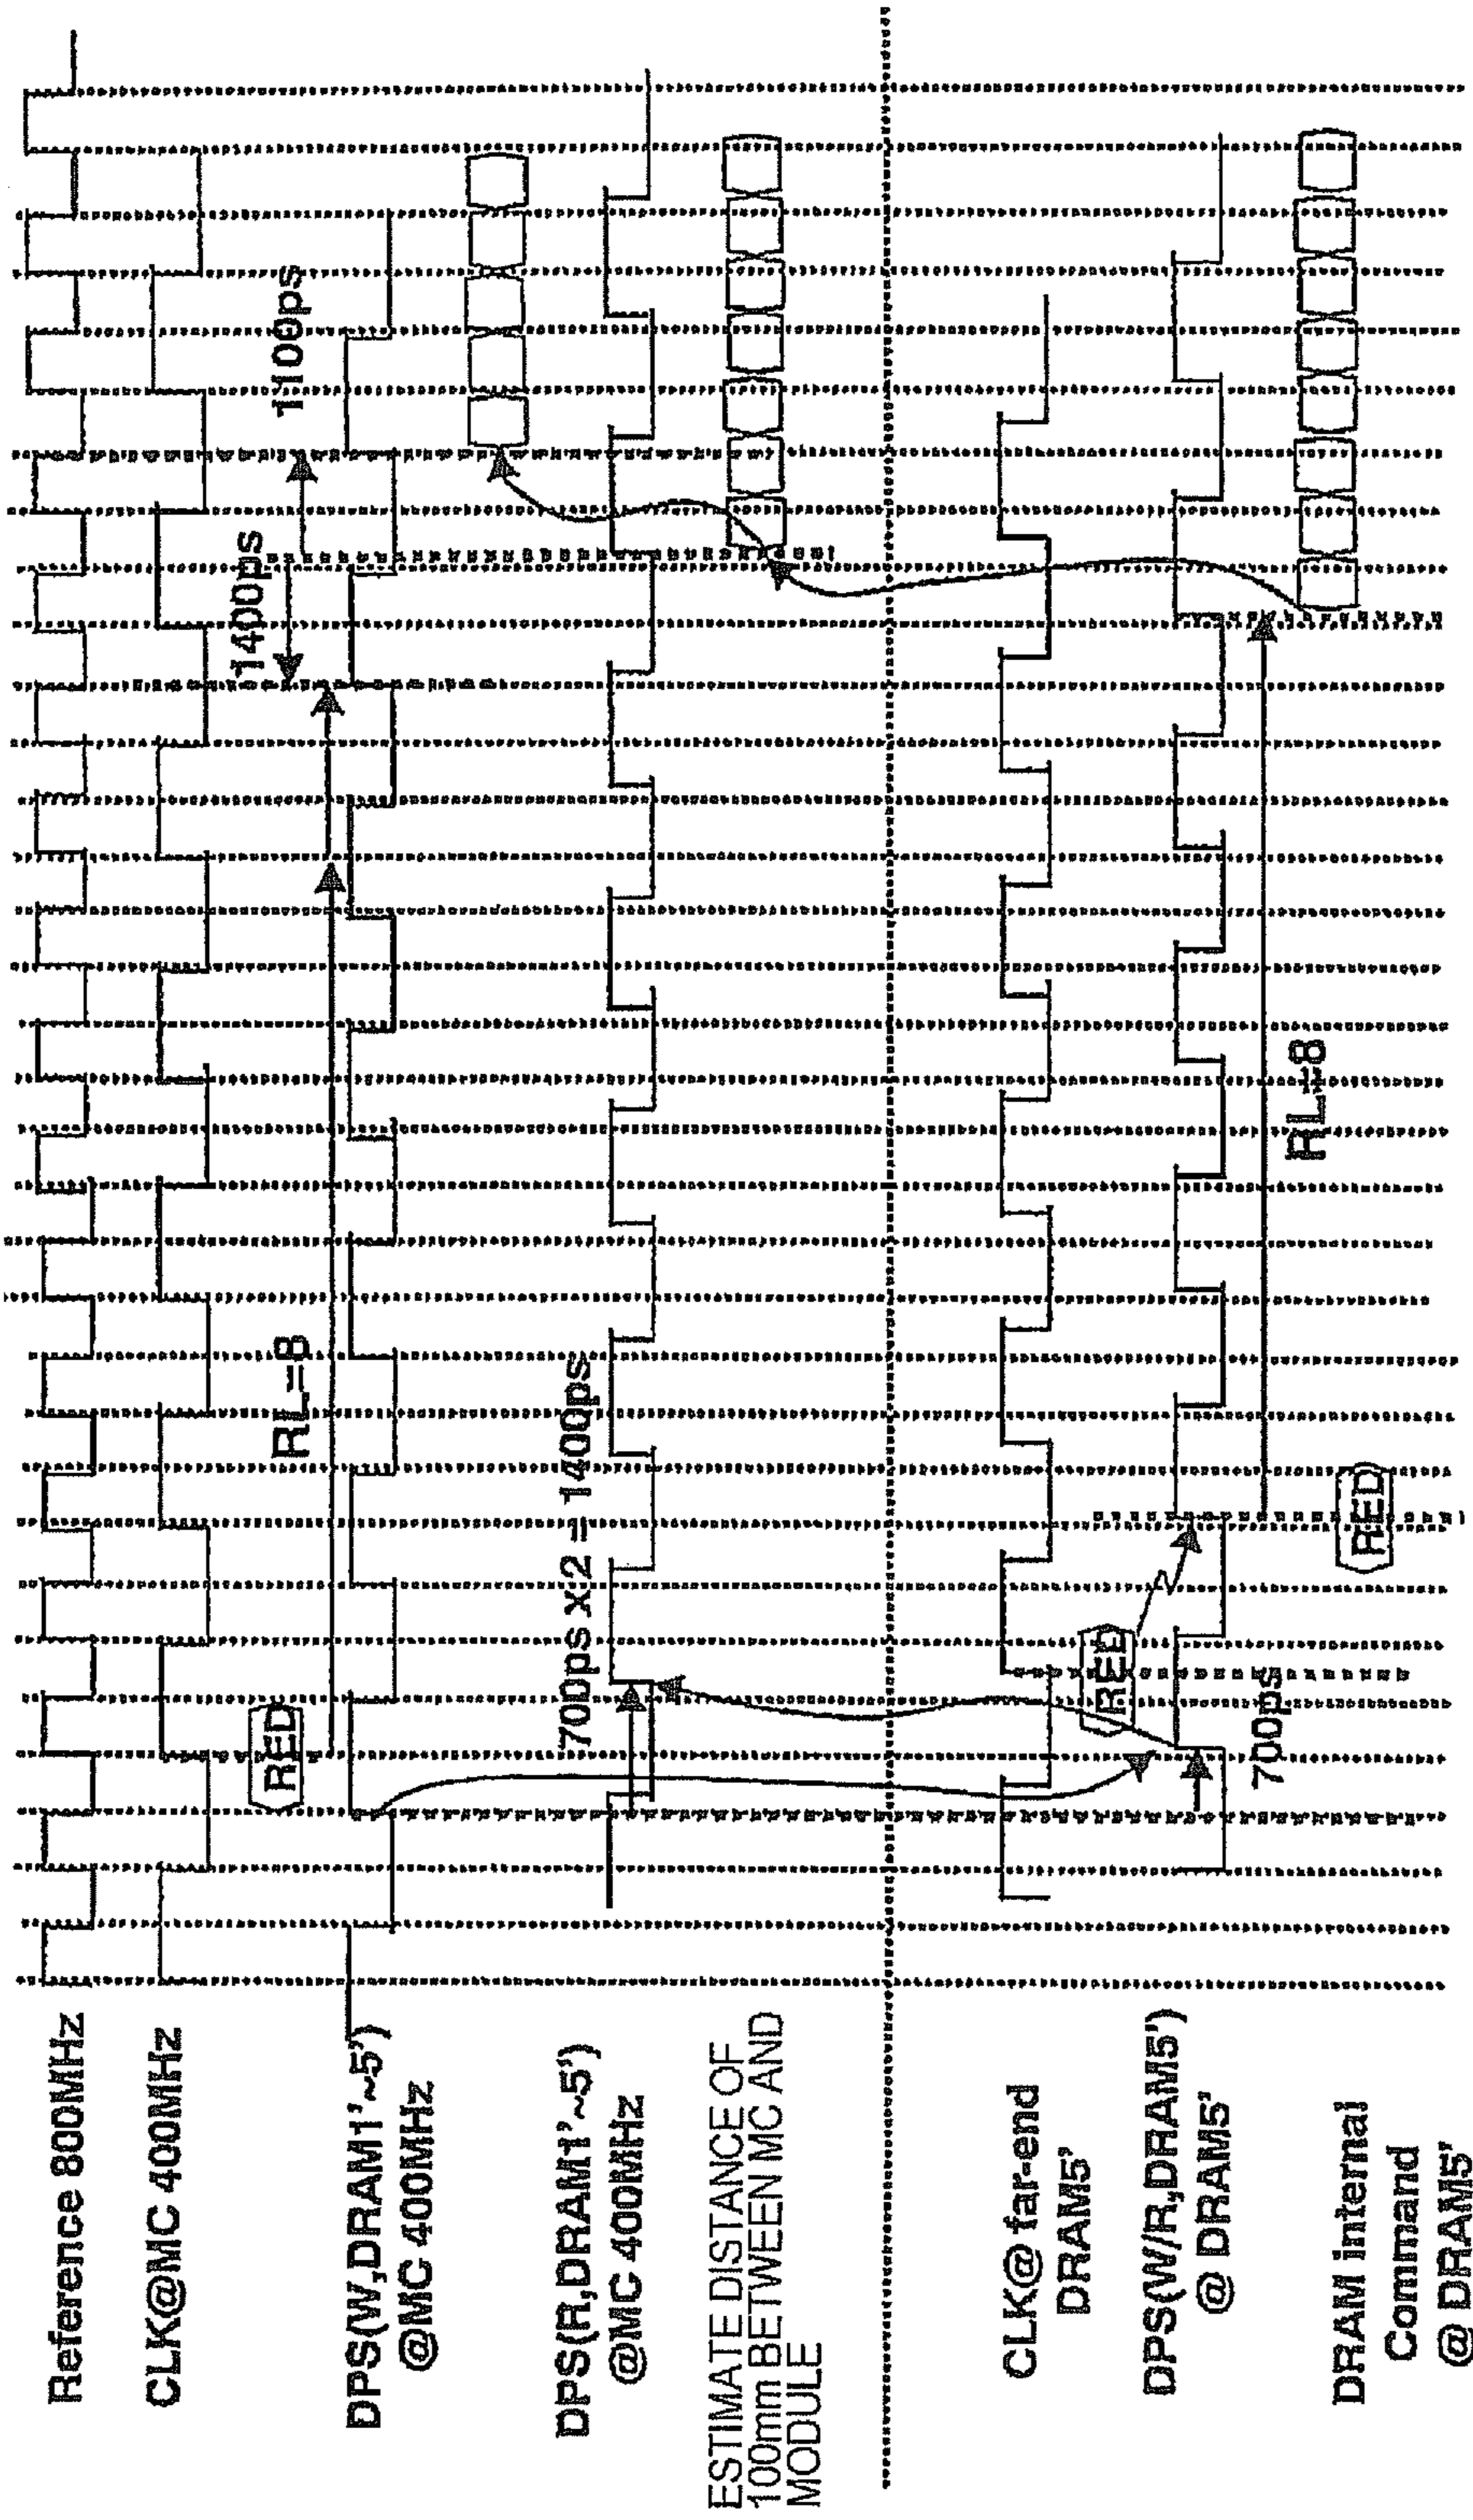 Reference 800MHz
CLK@MC 400MHz
RED
RL=8
1400ps
1100ps
DPS(W,DRAM1'~5')
@MC 400MHz
DPS(R,DRAM1'~5')
@MC 400MHz
700ps x2 = 1400ps
ESTIMATE DISTANCE OF
100mm BETWEEN MC AND
MODULE
CLK@ far-end
DRAM5'
RED
DPS(W/R,DRAM5')
@ DRAM5'
700ps
RL=8
DRAM internal
Command
@ DRAM5'
RED